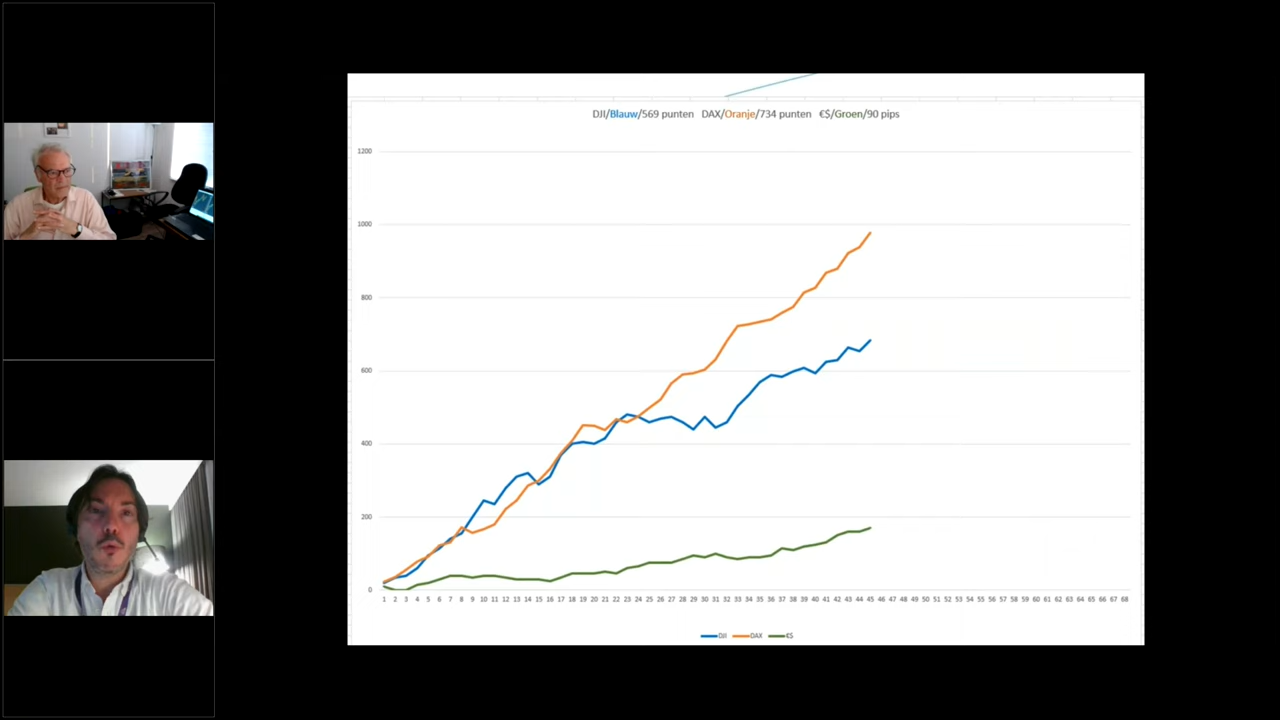 DJI/Blauw/569 punten DAX/Oranje/734 punten €$/Groen/90 pips
1200
1000
800
600
400
200
0
1 2 3 4 5 6 7 8 9 10 11 12 13 14 15 16 17 18 19 20 21 22 23 24 25 26 27 28 29 30 31 32 33 34 35 36 37 38 39 40 41 42 43 44 45 46 47 48 49 50 51 52 53 54 55 56 57 58 59 60 61 62 63 64 65 66 67 68
DJI DAX €$